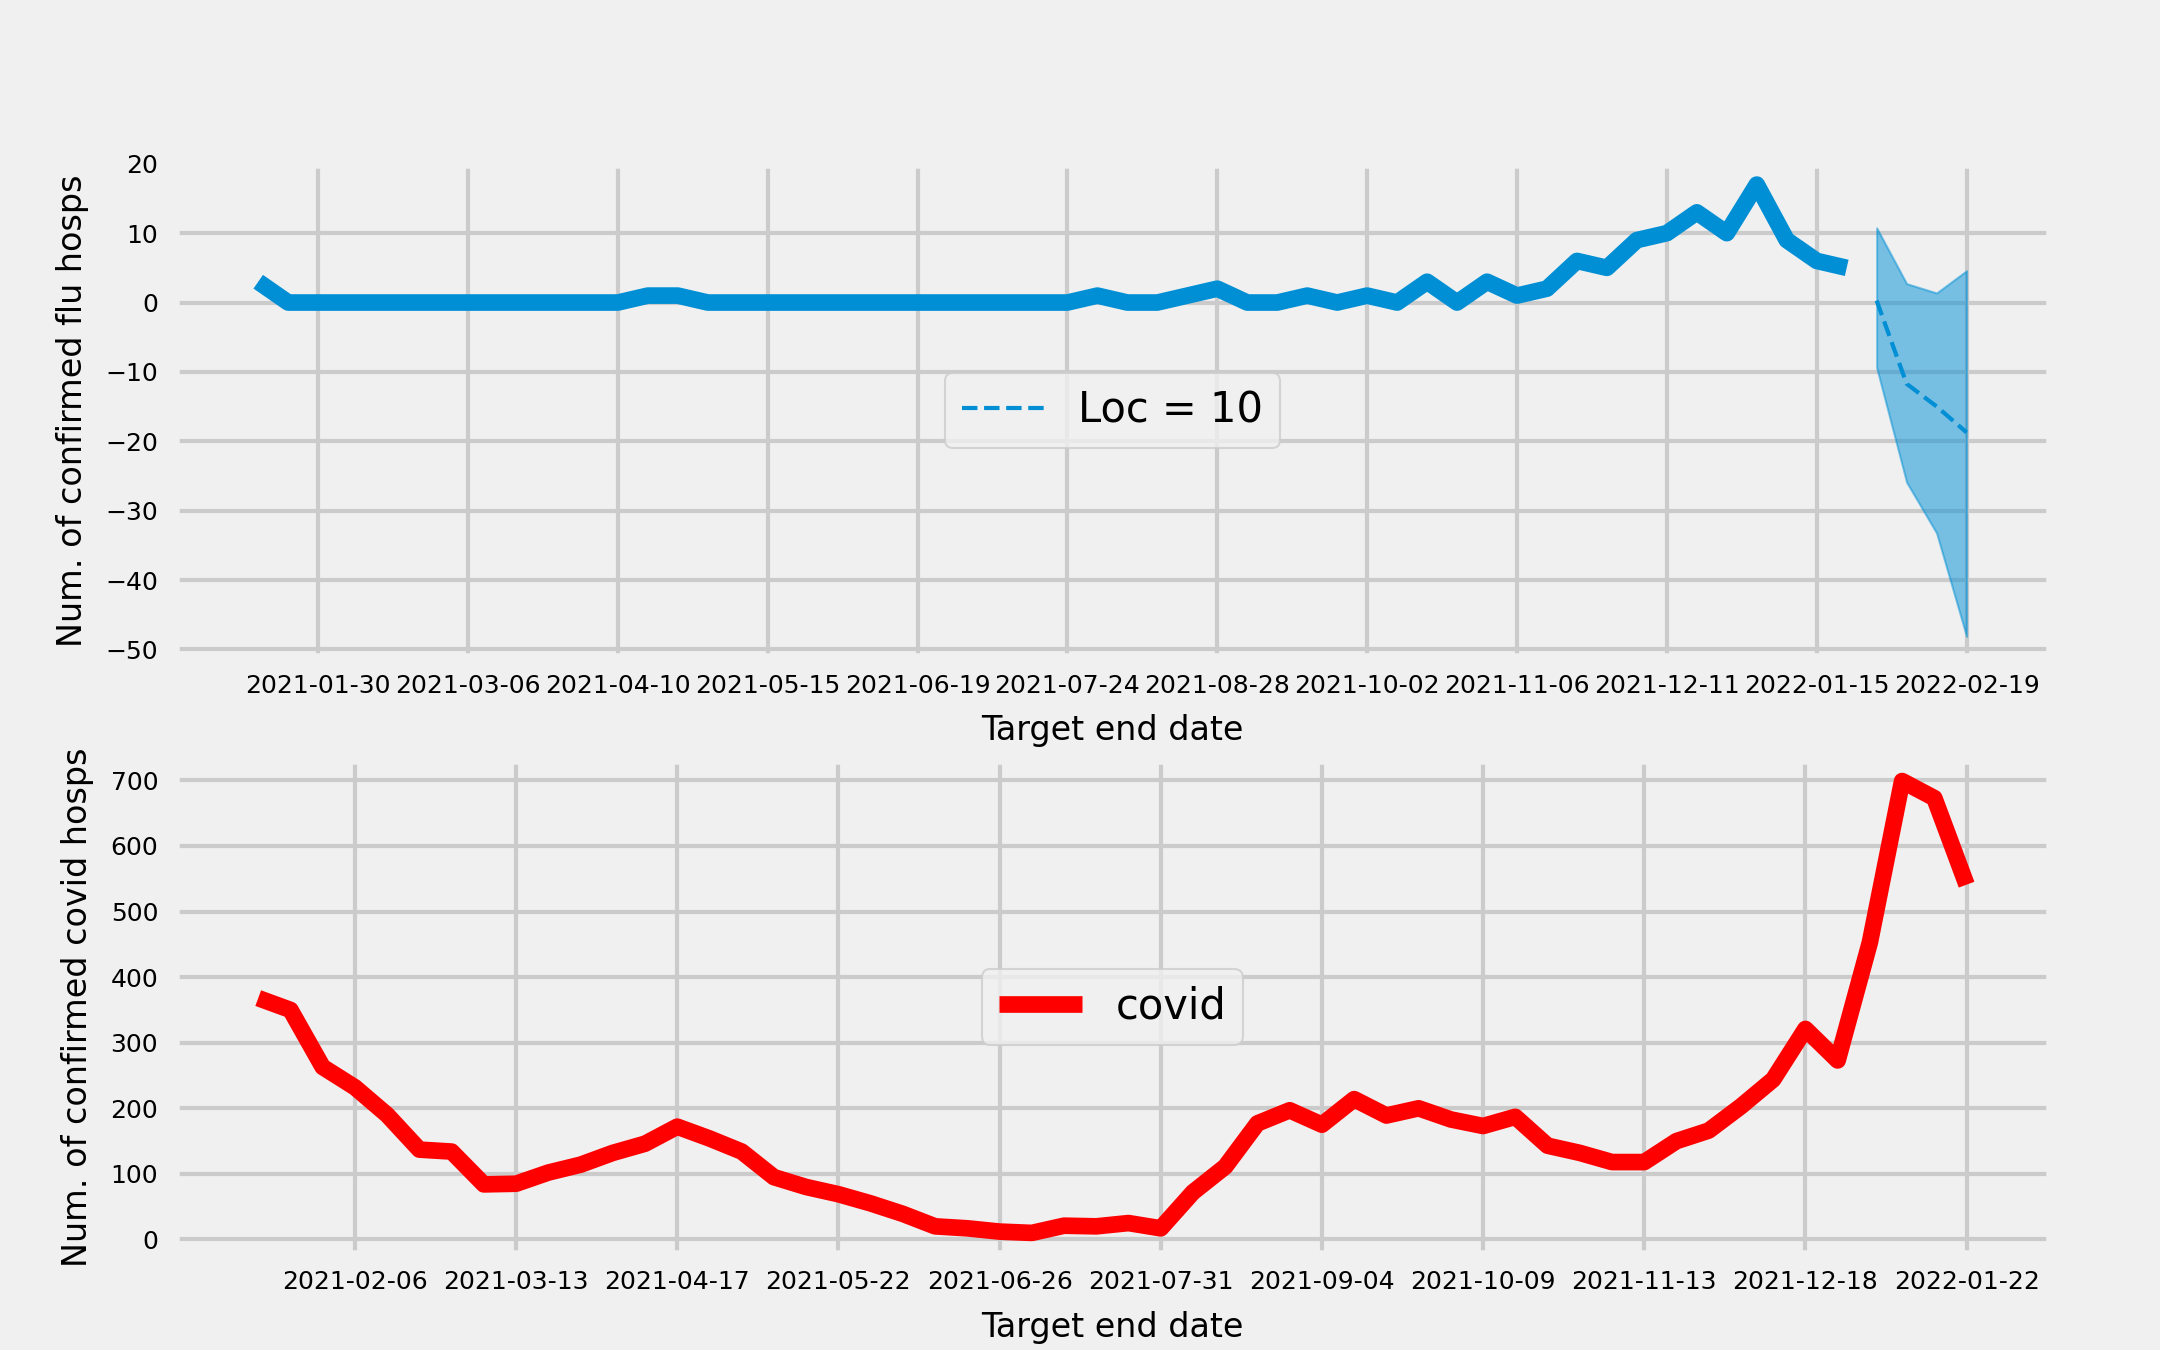 Num. of confirmed flu hosps
20
10
0
−10
−20
−30
−40
−50
Loc = 10
2021-01-30 2021-03-06 2021-04-10 2021-05-15 2021-06-19 2021-07-24 2021-08-28 2021-10-02 2021-11-06 2021-12-11 2022-01-15 2022-02-19
Target end date
Num. of confirmed covid hosps
700
600
500
400
300
200
100
0
covid
2021-02-06 2021-03-13 2021-04-17 2021-05-22 2021-06-26 2021-07-31 2021-09-04 2021-10-09 2021-11-13 2021-12-18 2022-01-22
Target end date